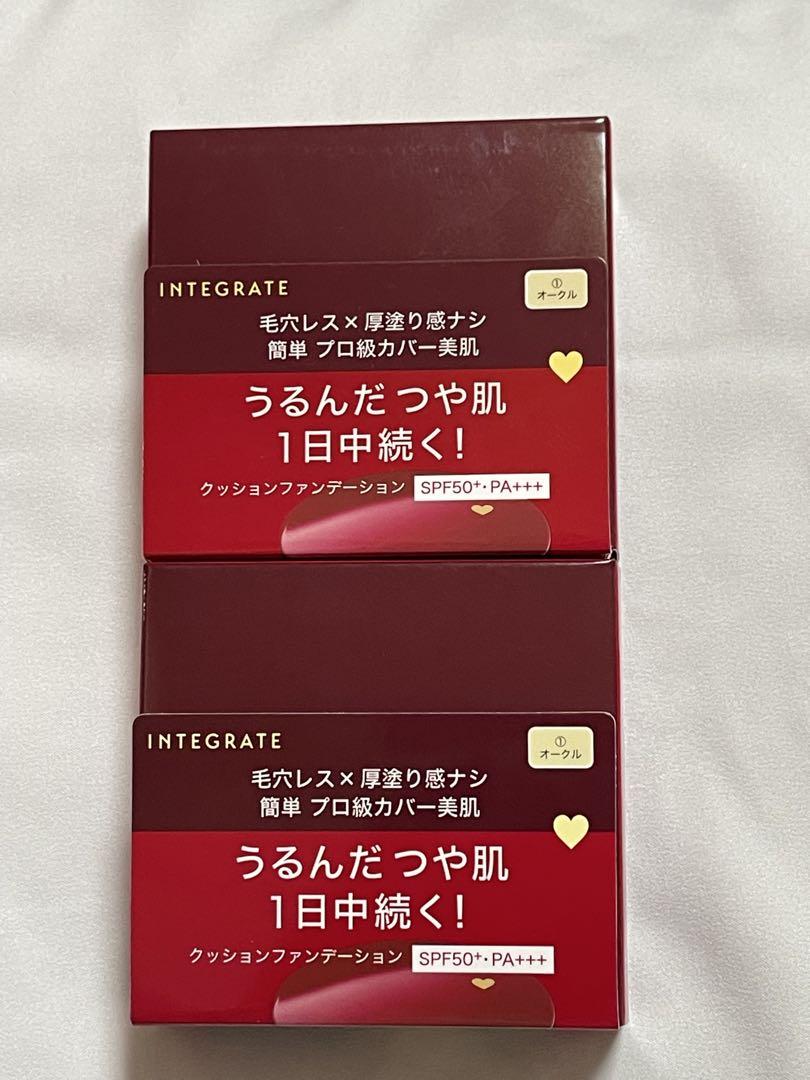 INTEGRATE
①
オークル
毛穴レス×厚塗り感ナシ
簡単 プロ級カバー美肌
うるんだ つや肌
1日中続く!
クッションファンデーション SPF50+・PA+++
INTEGRATE
①
オークル
毛穴レス×厚塗り感ナシ
簡単 プロ級カバー美肌
うるんだ つや肌
1日中続く!
クッションファンデーション SPF50+・PA+++